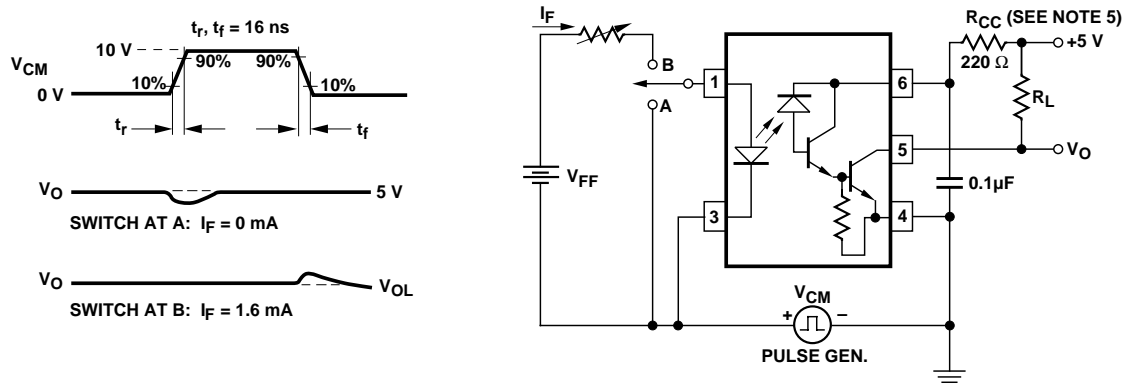 t_r, t_f = 16 ns
10 V
V_CM
90%
90%
10%
10%
0 V
t_r
t_f
V_O
5 V
SWITCH AT A: I_F = 0 mA
V_O
V_OL
SWITCH AT B: I_F = 1.6 mA
I_F
B
A
V_FF
1
3
6
5
4
R_CC (SEE NOTE 5)
+5 V
220 Ω
R_L
V_O
0.1µF
V_CM
+
–
PULSE GEN.